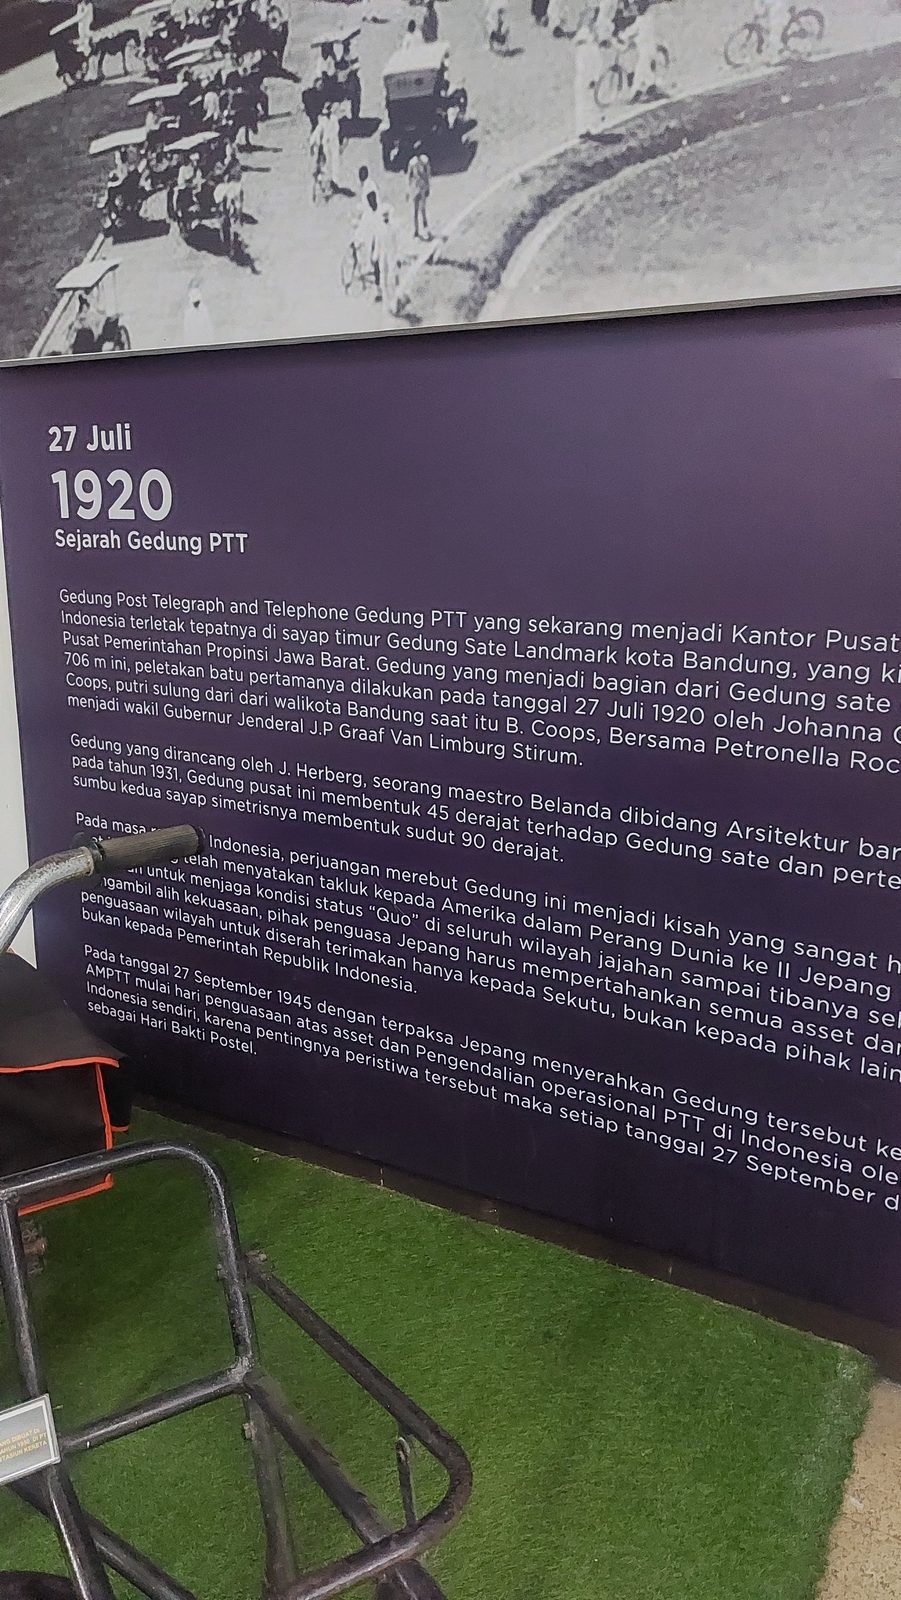 27 Juli
1920
Sejarah Gedung PTT
Gedung Post Telegraph and Telephone Gedung PTT yang sekarang menjadi Kantor Pusat
Indonesia terletak tepatnya di sayap timur Gedung Sate Landmark kota Bandung, yang
Pusat Pemerintahan Propinsi Jawa Barat. Gedung yang menjadi bagian dari Gedung sate
706 m ini, peletakan batu pertamanya dilakukan pada tanggal 27 Juli 1920 oleh Johanna
Coops, putri sulung dari dari walikota Bandung saat itu B. Coops, Bersama Petronella
menjadi wakil Gubernur Jenderal J.P Graaf Van Limburg Stirum.
Gedung yang dirancang oleh J. Herberg, seorang maestro Belanda dibidang Arsitektur
pada tahun 1931, Gedung pusat ini membentuk 45 derajat terhadap Gedung sate dan
sumbu kedua sayap simetrisnya membentuk sudut 90 derajat.
Pada masa Indonesia, perjuangan merebut Gedung ini menjadi kisah yang sangat
telah menyatakan takluk kepada Amerika dalam Perang Dunia ke II Jepang
untuk menjaga kondisi status “Quo” di seluruh wilayah jajahan sampai tibanya
kekuasaan, pihak penguasa Jepang harus mempertahankan semua asset
penguasaan wilayah untuk diserah terimakan hanya kepada Sekutu, bukan kepada pihak
bukan kepada Pemerintah Republik Indonesia.
Pada tanggal 27 September 1945 dengan terpaksa Jepang menyerahkan Gedung tersebut
AMPTT mulai hari penguasaan atas asset dan Pengendalian operasional PTT di Indonesia
Indonesia sendiri, karena pentingnya peristiwa tersebut maka setiap tanggal 27 September
sebagai Hari Bakti Postel.